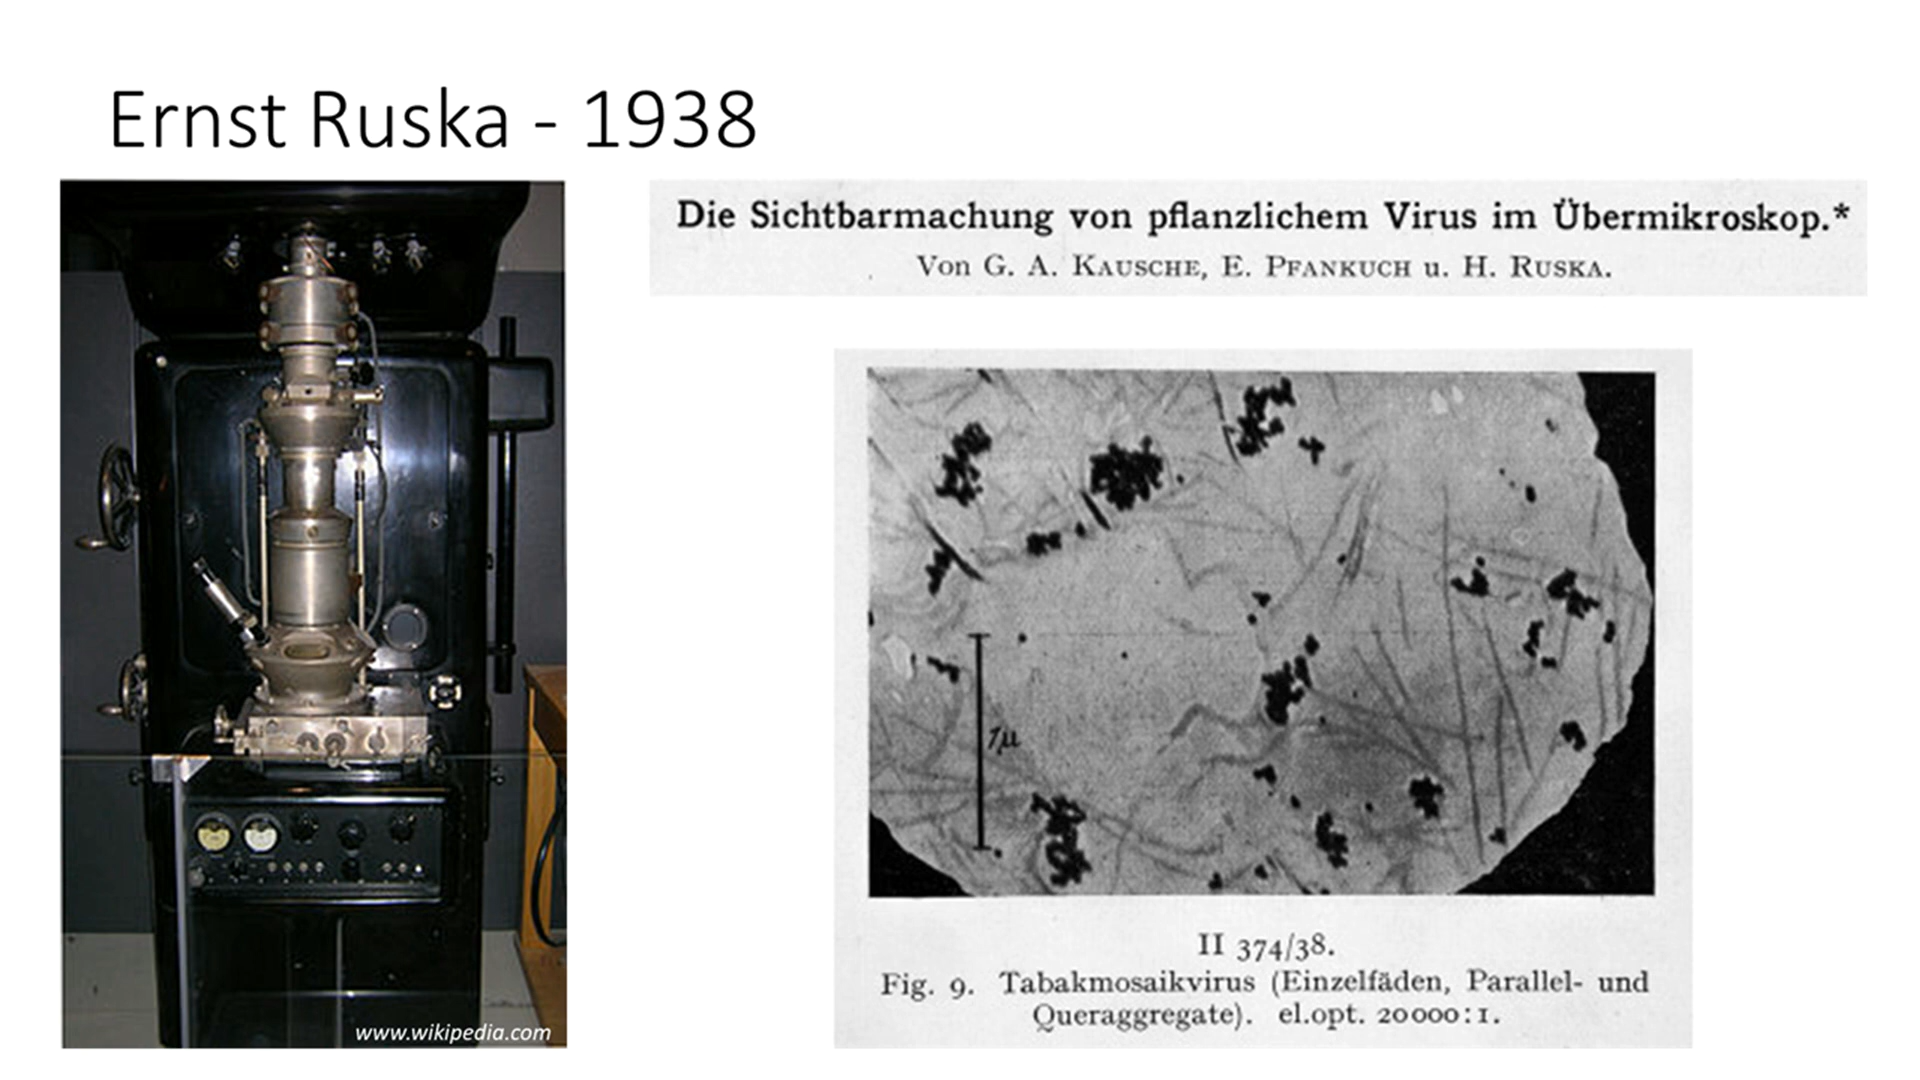 Ernst Ruska - 1938
Die Sichtbarmachung von pflanzlichem Virus im Übermikroskop.*
Von G. A. KAUSCHE, E. PFANKUCH u. H. RUSKA.
1µ
II 374/38.
Fig. 9. Tabakmosaikvirus (Einzelfäden, Parallel- und
Queraggregate). el.opt. 20000:1.
www.wikipedia.com